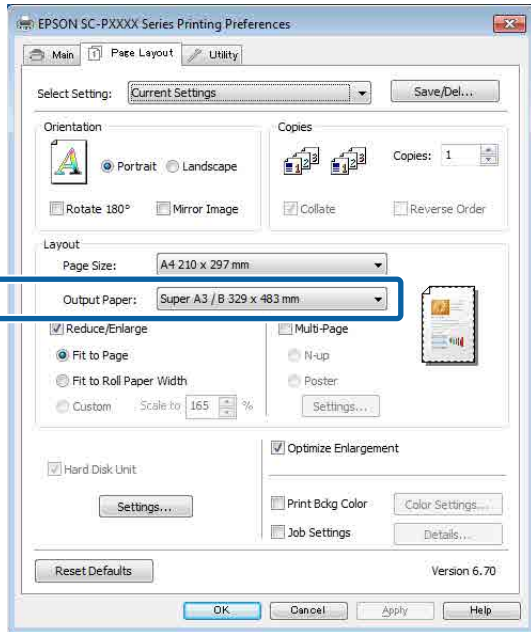 EPSON SC-PXXXX Series Printing Preferences
Main Page Layout Utility
Select Setting: Current Settings Save/Del...
Orientation Copies
Portrait Landscape Copies: 1
Rotate 180° Mirror Image Collate Reverse Order
Layout
Page Size: A4 210 x 297 mm
Output Paper: Super A3 / B 329 x 483 mm
Reduce/Enlarge Multi-Page
Fit to Page N-up
Fit to Roll Paper Width Poster
Custom Scale to 165 % Settings...
Optimize Enlargement
Hard Disk Unit
Settings... Print Bckg Color Color Settings...
Job Settings Details...
Reset Defaults Version 6.70
OK Cancel Apply Help